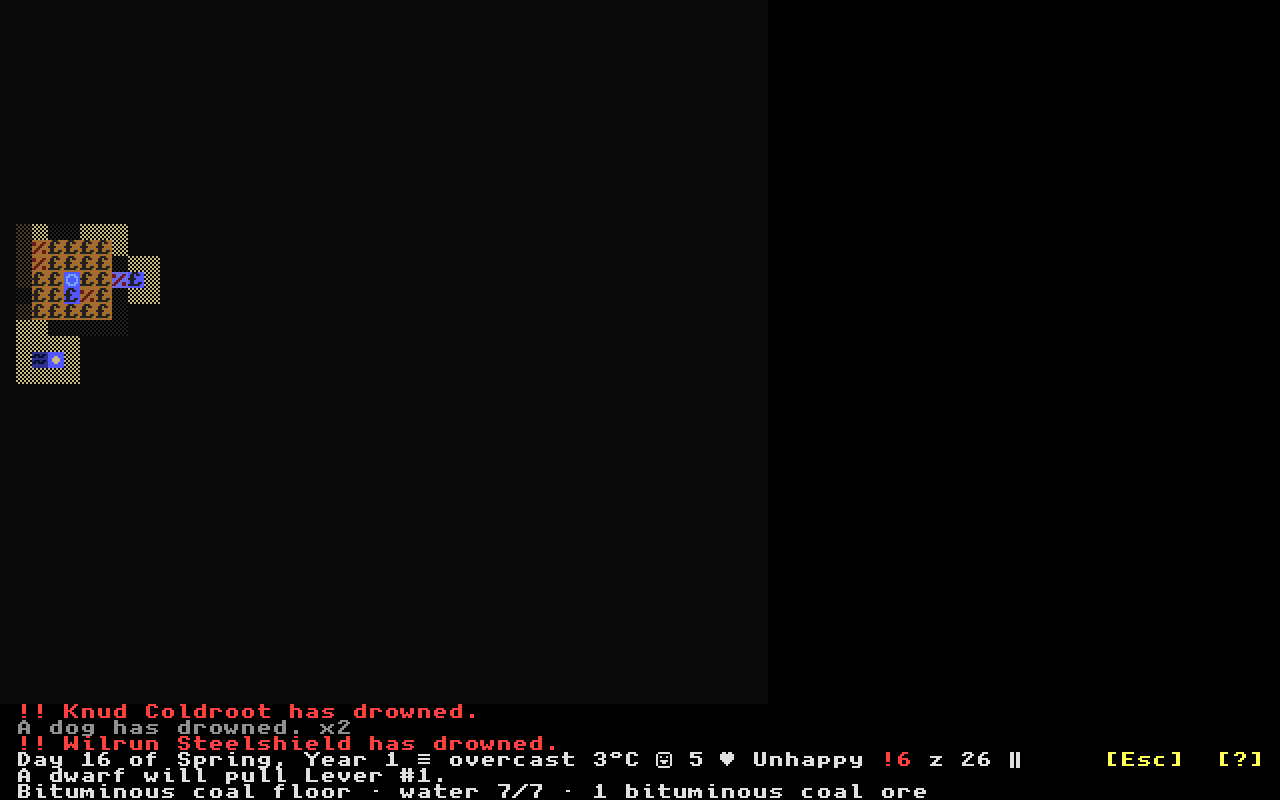 !! Knud Coldroot has drowned.
A dog has drowned. x2
!! Wilrun Steelshield has drowned.
Day 16 of Spring, Year 1 ≡ overcast 3°C ☺ 5 ♥ Unhappy !6 z 26 ‖ [Esc] [?]
A dwarf will pull Lever #1.
Bituminous coal floor · water 7/7 · 1 bituminous coal ore